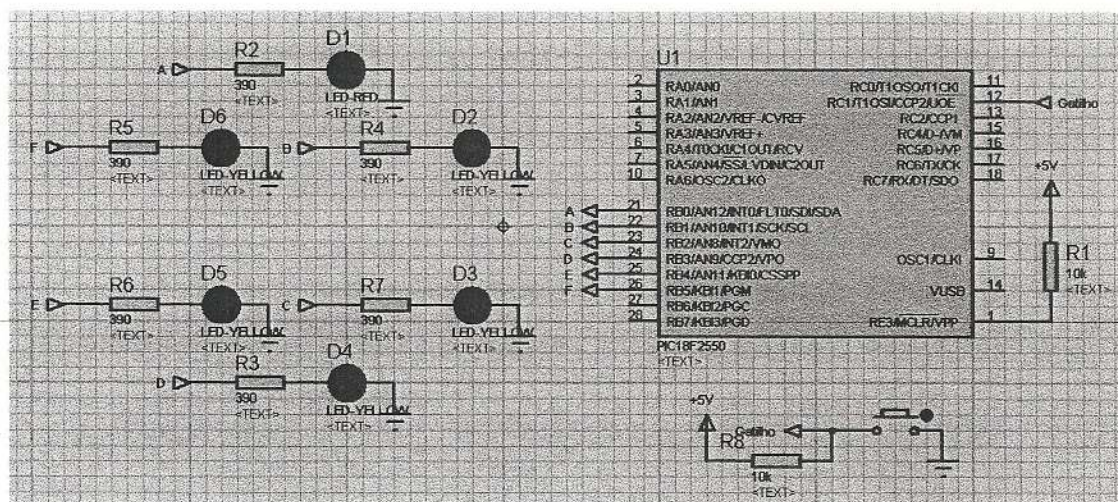 D1
R2
A
390
<TEXT>
LED-RED
<TEXT>
D6
R5
F
390
<TEXT>
LED-YELLOW
<TEXT>
D2
R4
B
390
<TEXT>
LED-YELLOW
<TEXT>
D5
R6
E
390
<TEXT>
LED-YELLOW
<TEXT>
D3
R7
C
390
<TEXT>
LED-YELLOW
<TEXT>
D4
R3
D
390
<TEXT>
LED-YELLOW
<TEXT>
U1
2 RA0/AN0
3 RA1/AN1
4 RA2/AN2/VREF-/CVREF
5 RA3/AN3/VREF+
6 RA4/T0CKI/C1OUT/RCV
7 RA5/AN4/SS/LVDIN/C2OUT
10 RA6/OSC2/CLKO
A 21 RB0/AN12/INT0/FLT0/SDI/SDA
B 22 RB1/AN10/INT1/SCK/SCL
C 23 RB2/AN8/INT2/VMO
D 24 RB3/AN9/CCP2/VPO
E 25 RB4/AN11/KBI0/CSSPP
F 26 RB5/KBI1/PGM
27 RB6/KBI2/PGC
28 RB7/KBI3/PGD
RC0/T1OSO/T1CKI 11
RC1/T1OSI/CCP2/UOE 12 Gatilho
RC2/CCP1 13
RC4/D-/VM 15
RC5/D+/VP 16
RC6/TX/CK 17
RC7/RX/DT/SDO 18
OSC1/CLKI 9
VUSB 14
RE3/MCLR/VPP 1
PIC18F2550
<TEXT>
+5V
R1
10k
<TEXT>
+5V
Gatilho
R8
10k
<TEXT>